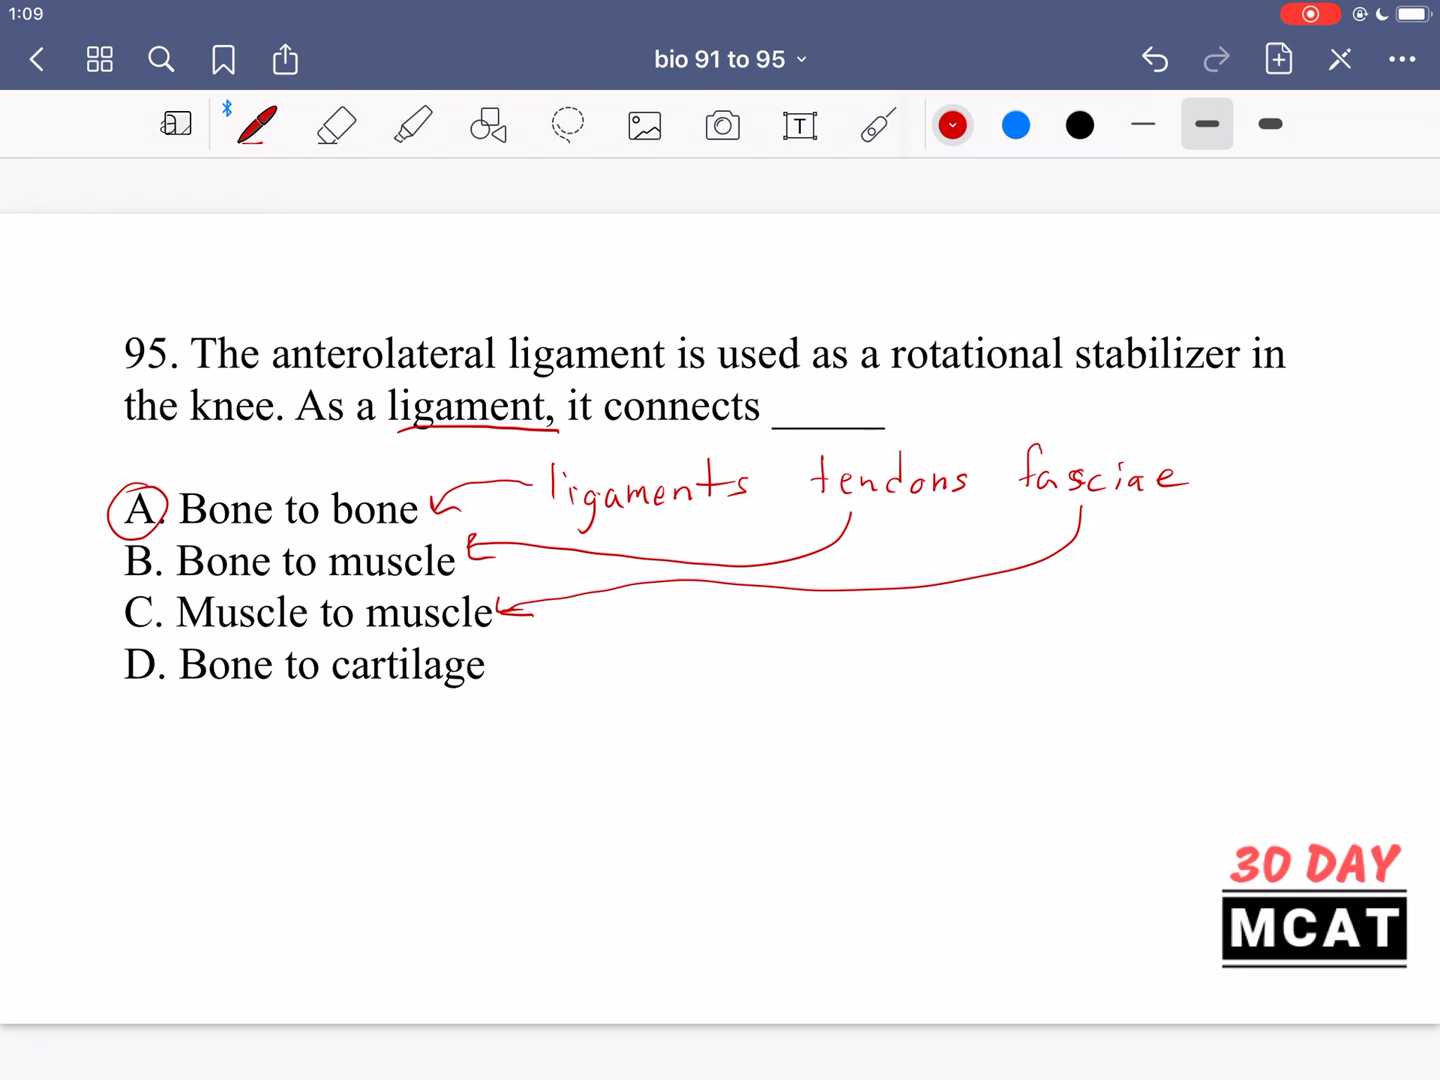 1:09
bio 91 to 95
T
95. The anterolateral ligament is used as a rotational stabilizer in
the knee. As a ligament, it connects ______
ligaments tendons fasciae
A. Bone to bone
B. Bone to muscle
C. Muscle to muscle
D. Bone to cartilage
30 DAY
MCAT